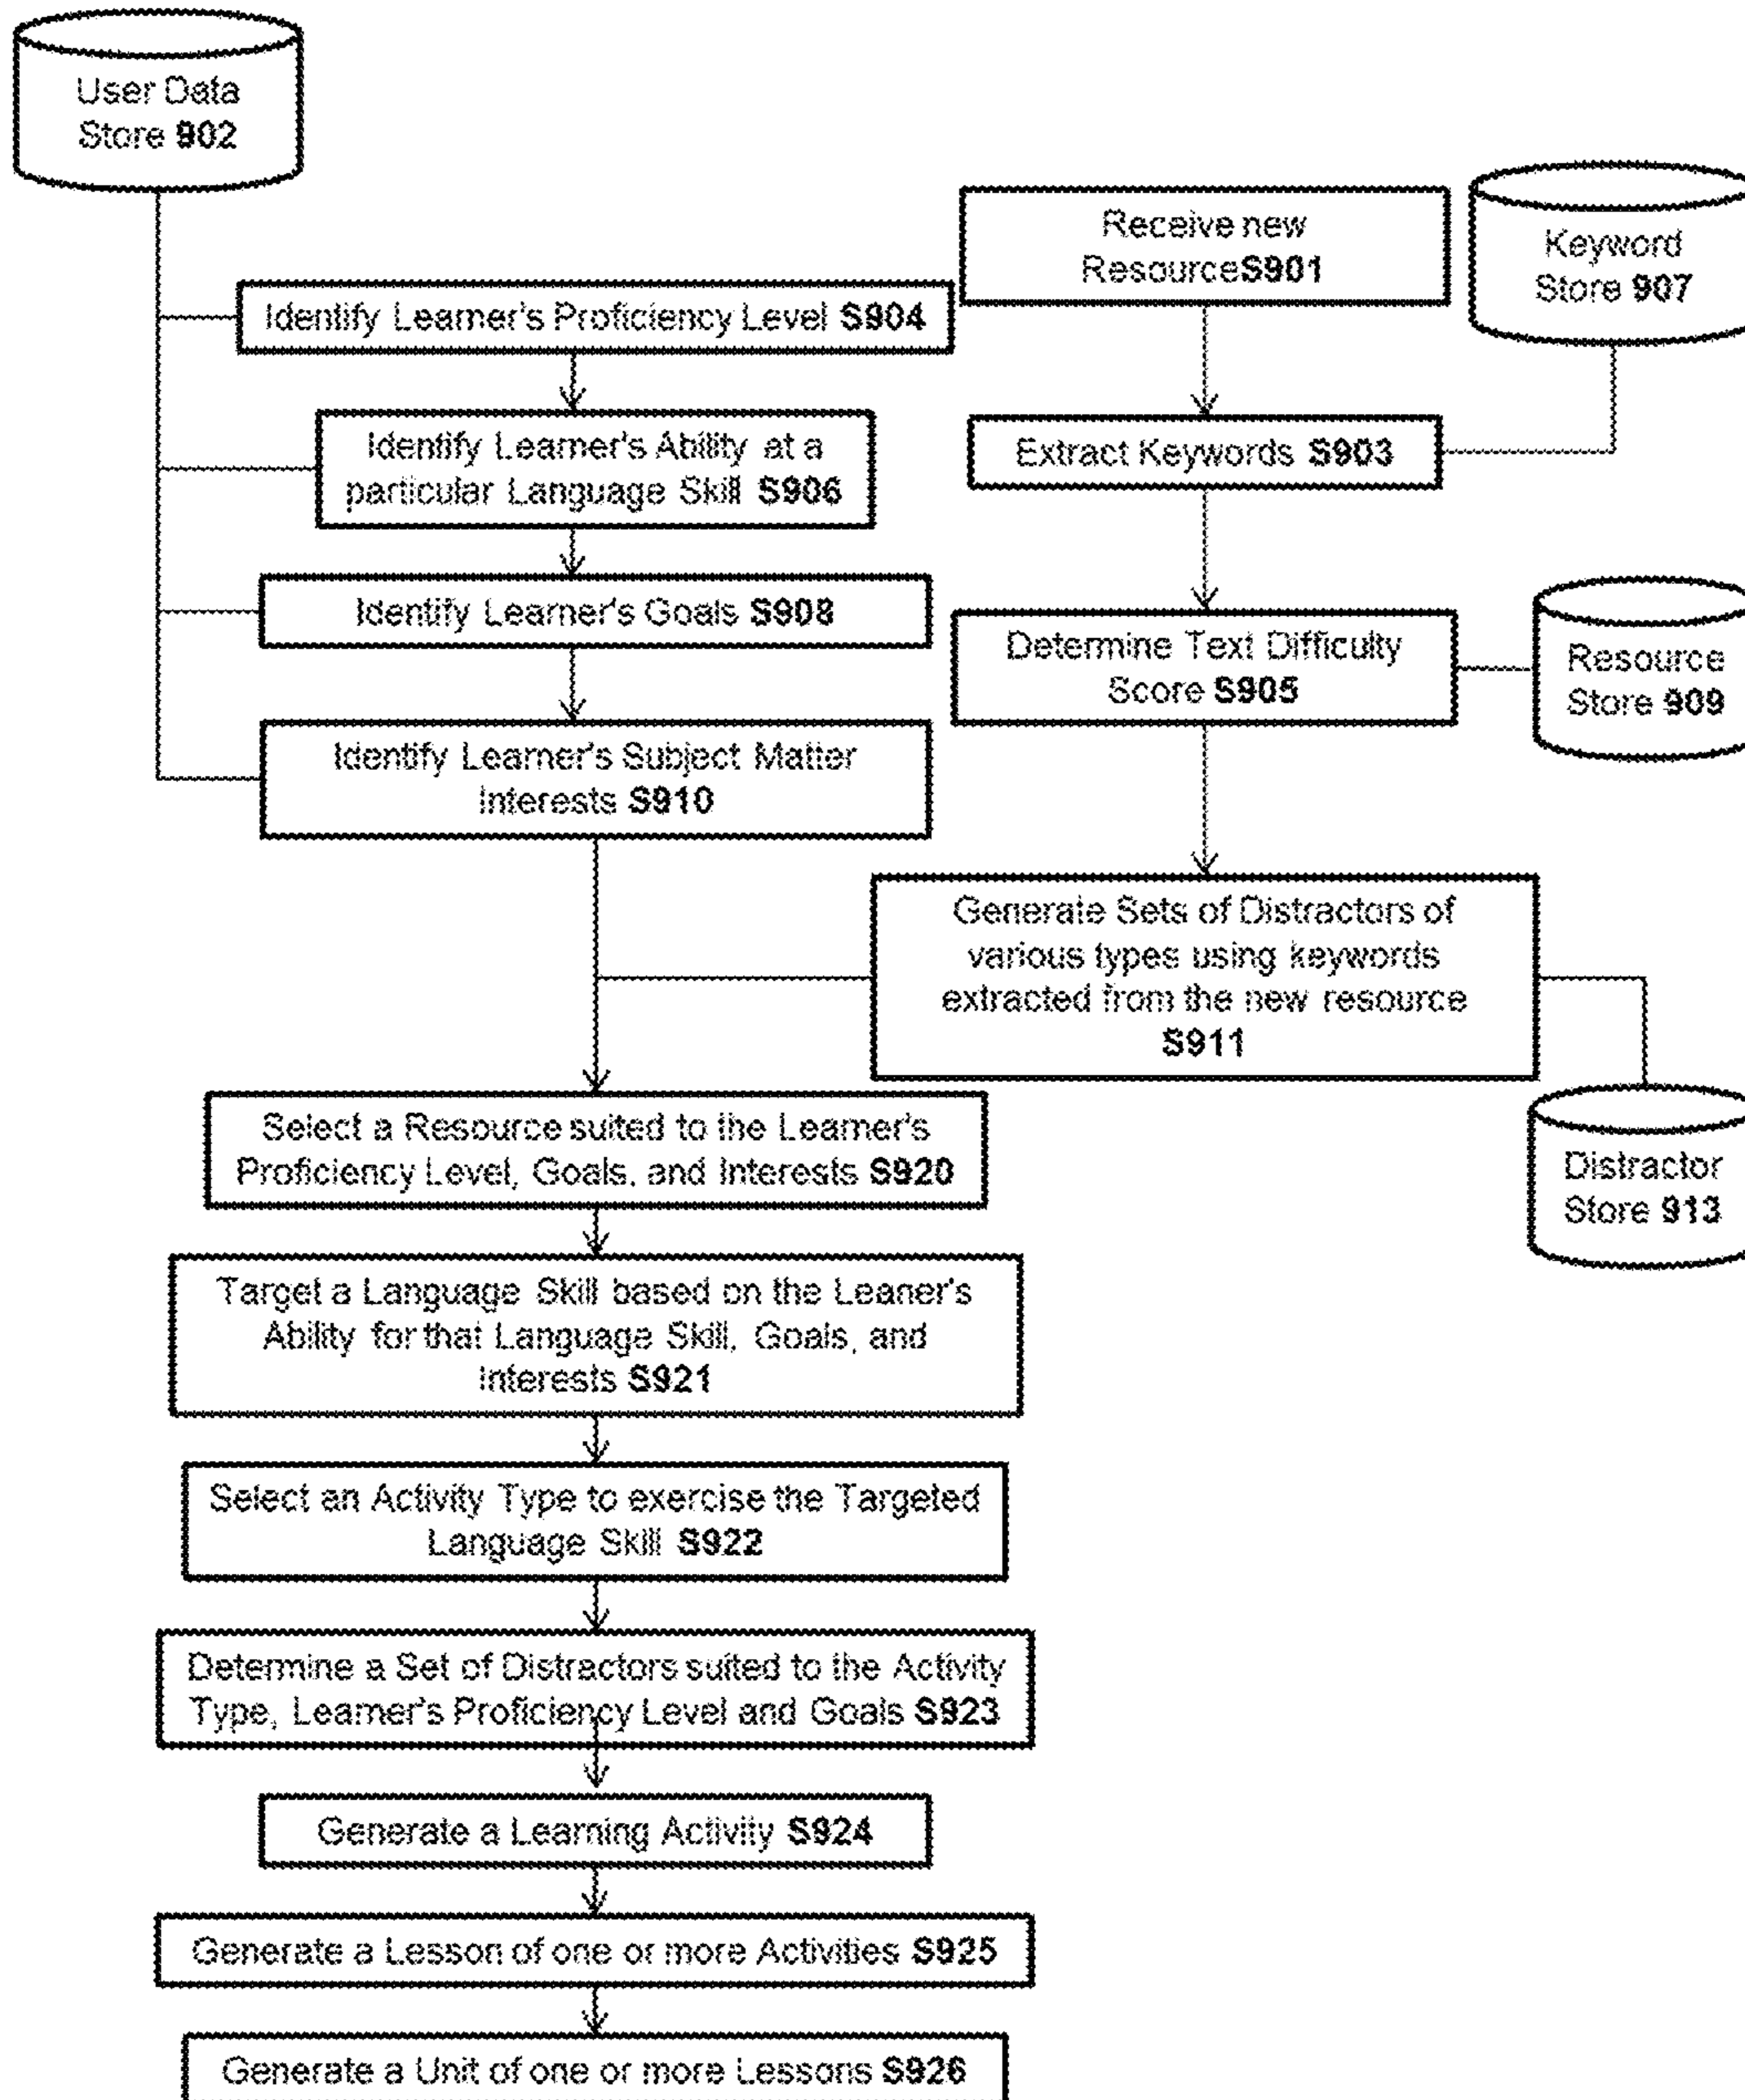 User Data
Store 902
Receive new
ResourceS901
Keyword
Store 907
Identify Learner's Proficiency Level S904
Identify Learner's Ability at a
particular Language Skill S906
Extract Keywords S903
Identify Learner's Goals S908
Determine Text Difficulty
Score S905
Resource
Store 909
Identify Learner's Subject Matter
Interests S910
Generate Sets of Distractors of
various types using keywords
extracted from the new resource
S911
Select a Resource suited to the Learner's
Proficiency Level, Goals, and Interests S920
Distractor
Store 913
Target a Language Skill based on the Leaner's
Ability for that Language Skill, Goals, and
Interests S921
Select an Activity Type to exercise the Targeted
Language Skill S922
Determine a Set of Distractors suited to the Activity
Type, Learner's Proficiency Level and Goals S923
Generate a Learning Activity S924
Generate a Lesson of one or more Activities S925
Generate a Unit of one or more Lessons S926